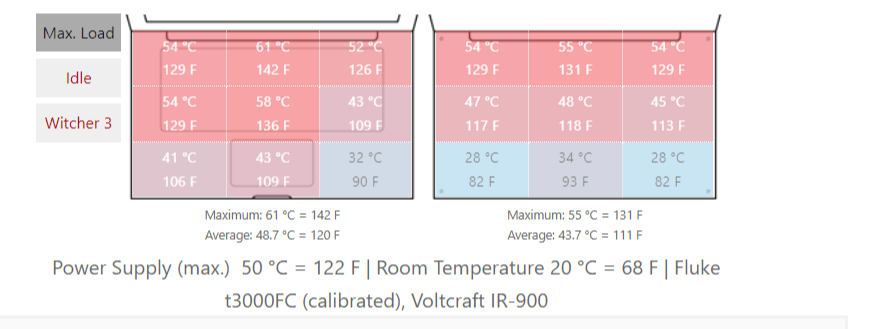 Max. Load
Idle
Witcher 3
54 °C 61 °C 52 °C
129 F 142 F 126 F
54 °C 58 °C 43 °C
129 F 136 F 109 F
41 °C 43 °C 32 °C
106 F 109 F 90 F
Maximum: 61 °C = 142 F
Average: 48.7 °C = 120 F
54 °C 55 °C 54 °C
129 F 131 F 129 F
47 °C 48 °C 45 °C
117 F 118 F 113 F
28 °C 34 °C 28 °C
82 F 93 F 82 F
Maximum: 55 °C = 131 F
Average: 43.7 °C = 111 F
Power Supply (max.)  50 °C = 122 F | Room Temperature 20 °C = 68 F | Fluke
t3000FC (calibrated), Voltcraft IR-900